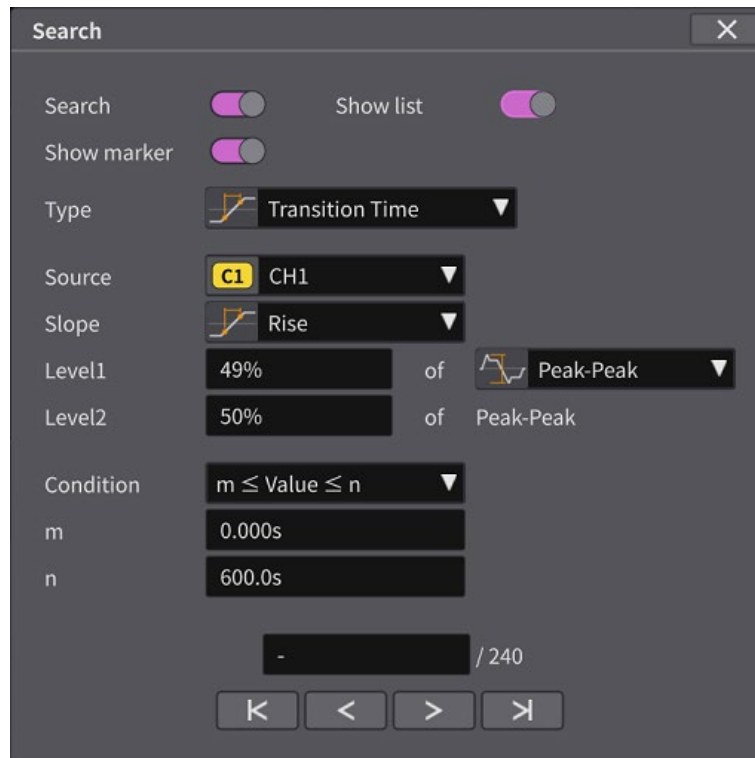 Search
Search Show list
Show marker
Type Transition Time
Source C1 CH1
Slope Rise
Level1 49% of Peak-Peak
Level2 50% of Peak-Peak
Condition m ≤ Value ≤ n
m 0.000s
n 600.0s
- / 240